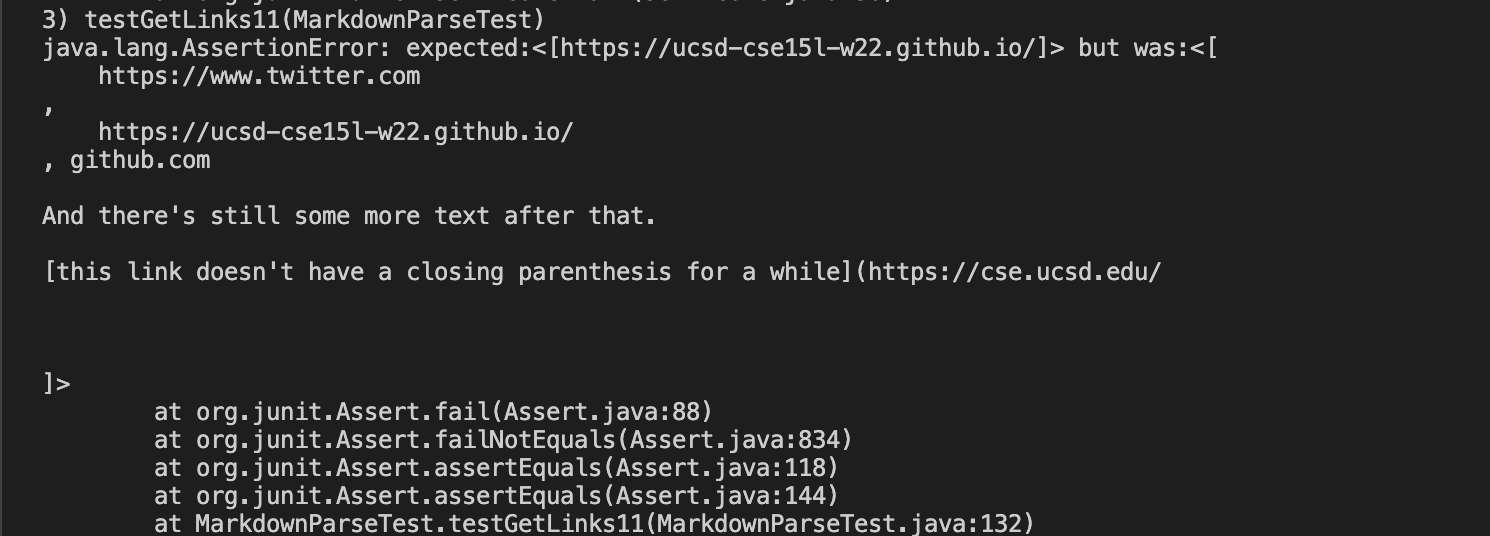 3) testGetLinks11(MarkdownParseTest)
java.lang.AssertionError: expected:<[https://ucsd-cse15l-w22.github.io/]> but was:<[
    https://www.twitter.com
,
    https://ucsd-cse15l-w22.github.io/
, github.com

And there's still some more text after that.

[this link doesn't have a closing parenthesis for a while](https://cse.ucsd.edu/



]>
        at org.junit.Assert.fail(Assert.java:88)
        at org.junit.Assert.failNotEquals(Assert.java:834)
        at org.junit.Assert.assertEquals(Assert.java:118)
        at org.junit.Assert.assertEquals(Assert.java:144)
        at MarkdownParseTest.testGetLinks11(MarkdownParseTest.java:132)